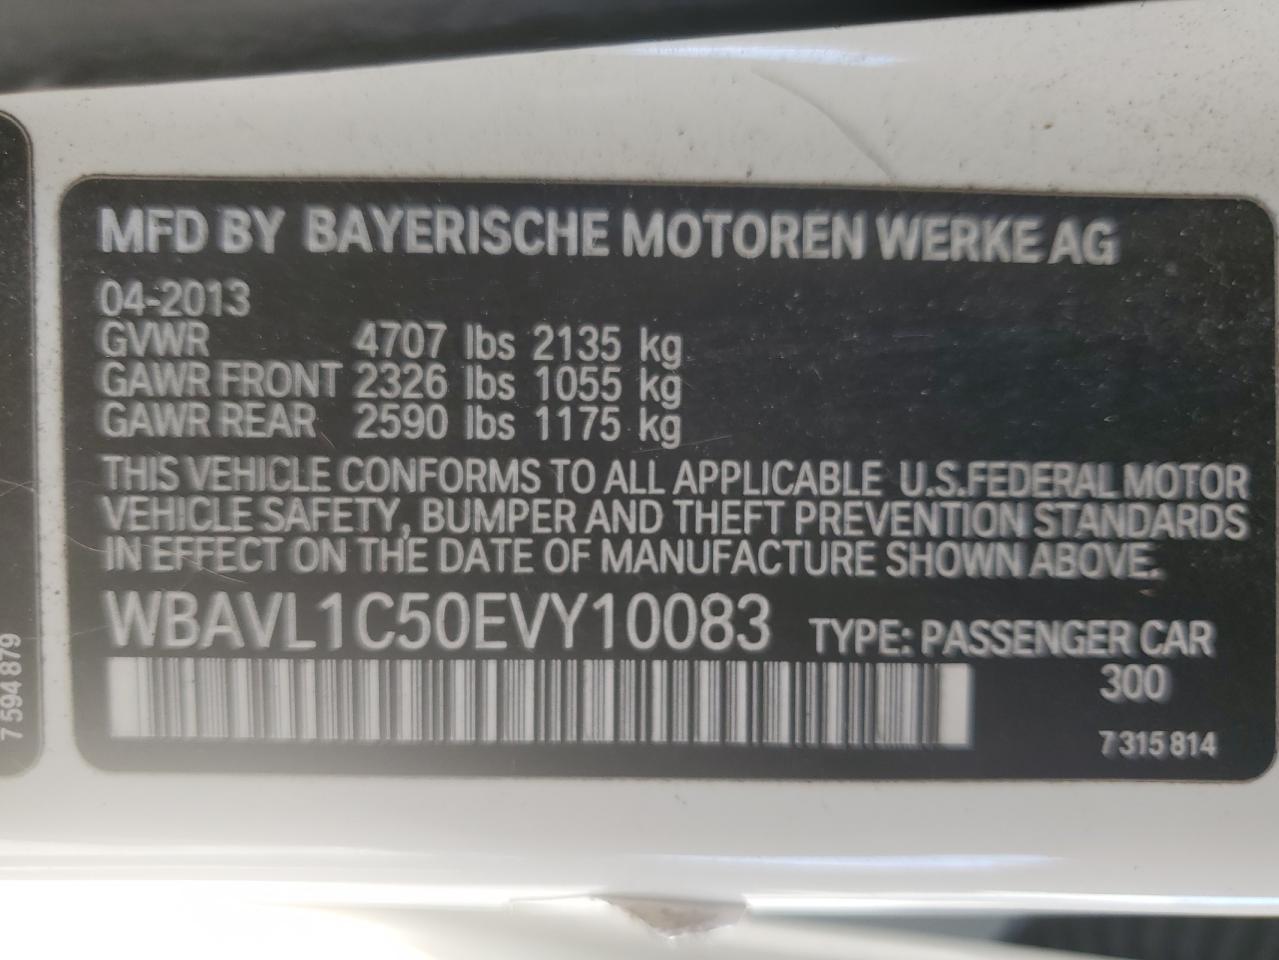 MFD BY BAYERISCHE MOTOREN WERKE AG
04-2013
GVWR 4707 lbs 2135 kg
GAWR FRONT 2326 lbs 1055 kg
GAWR REAR 2590 lbs 1175 kg
THIS VEHICLE CONFORMS TO ALL APPLICABLE U.S.FEDERAL MOTOR
VEHICLE SAFETY, BUMPER AND THEFT PREVENTION STANDARDS
IN EFFECT ON THE DATE OF MANUFACTURE SHOWN ABOVE.
WBAVL1C50EVY10083 TYPE: PASSENGER CAR
300
7 315 814
7 594 879